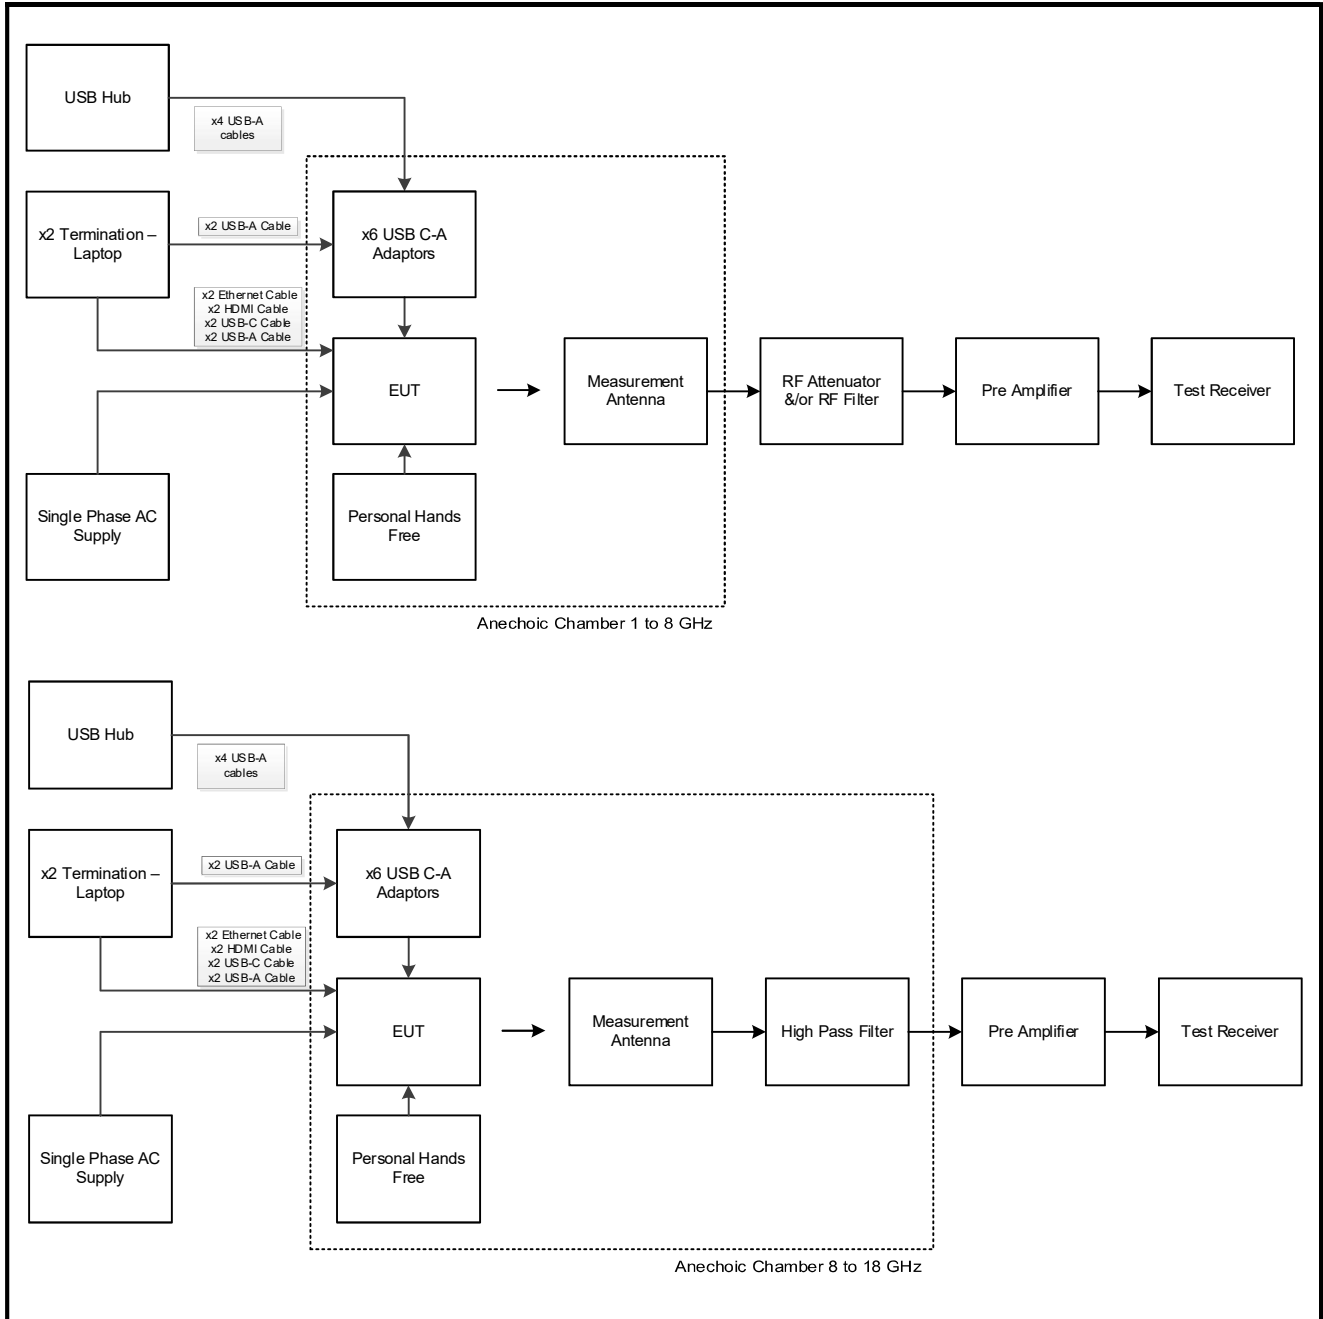 USB Hub
x4 USB-A
cables
x2 Termination –
Laptop
x2 USB-A Cable
x6 USB C-A
Adaptors
x2 Ethernet Cable
x2 HDMI Cable
x2 USB-C Cable
x2 USB-A Cable
EUT
Measurement
Antenna
RF Attenuator
&/or RF Filter
Pre Amplifier
Test Receiver
Single Phase AC
Supply
Personal Hands
Free
Anechoic Chamber 1 to 8 GHz
USB Hub
x4 USB-A
cables
x2 Termination –
Laptop
x2 USB-A Cable
x6 USB C-A
Adaptors
x2 Ethernet Cable
x2 HDMI Cable
x2 USB-C Cable
x2 USB-A Cable
EUT
Measurement
Antenna
High Pass Filter
Pre Amplifier
Test Receiver
Single Phase AC
Supply
Personal Hands
Free
Anechoic Chamber 8 to 18 GHz